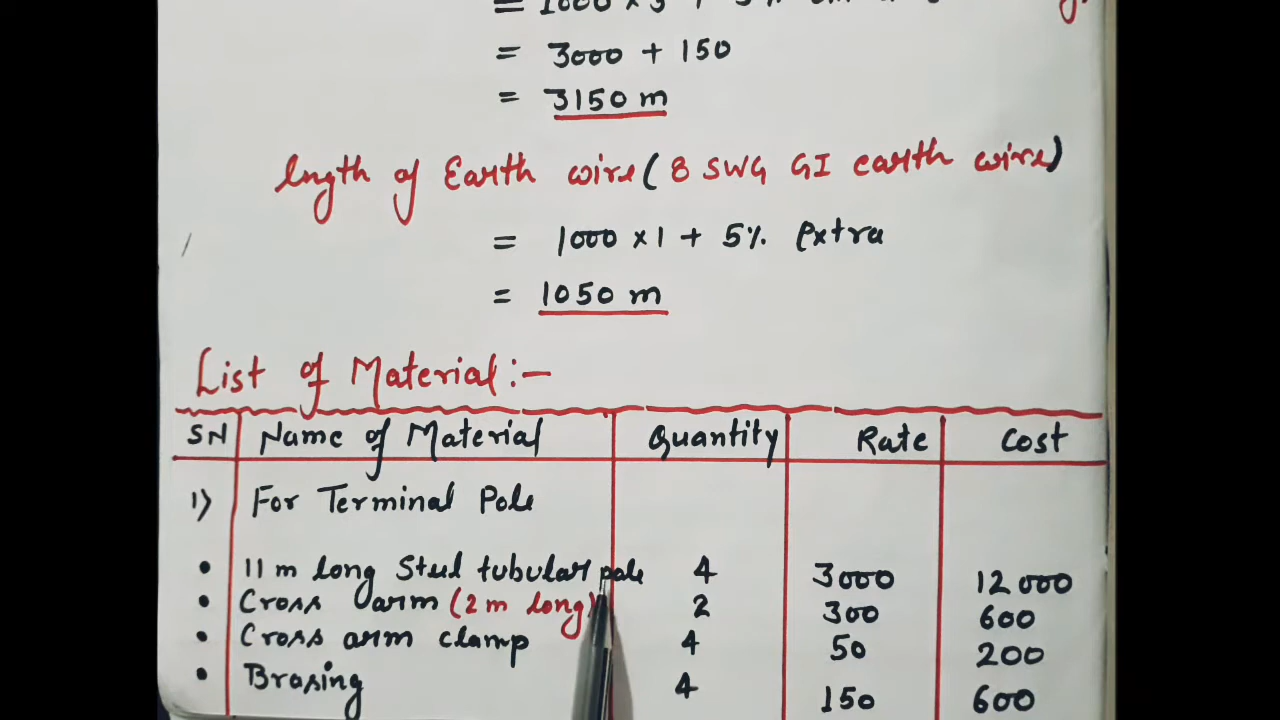 = 3000 + 150
= 3150 m
length of Earth wire (8 SWG GI earth wire)
= 1000 x 1 + 5% extra
= 1050 m
List of Material :-
SN Name of Material Quantity Rate Cost
1) For Terminal Pole
• 11 m long Steel tubular pole 4 3000 12000
• Cross arm (2 m long) 2 300 600
• Cross arm clamp 4 50 200
• Brasing 4 150 600